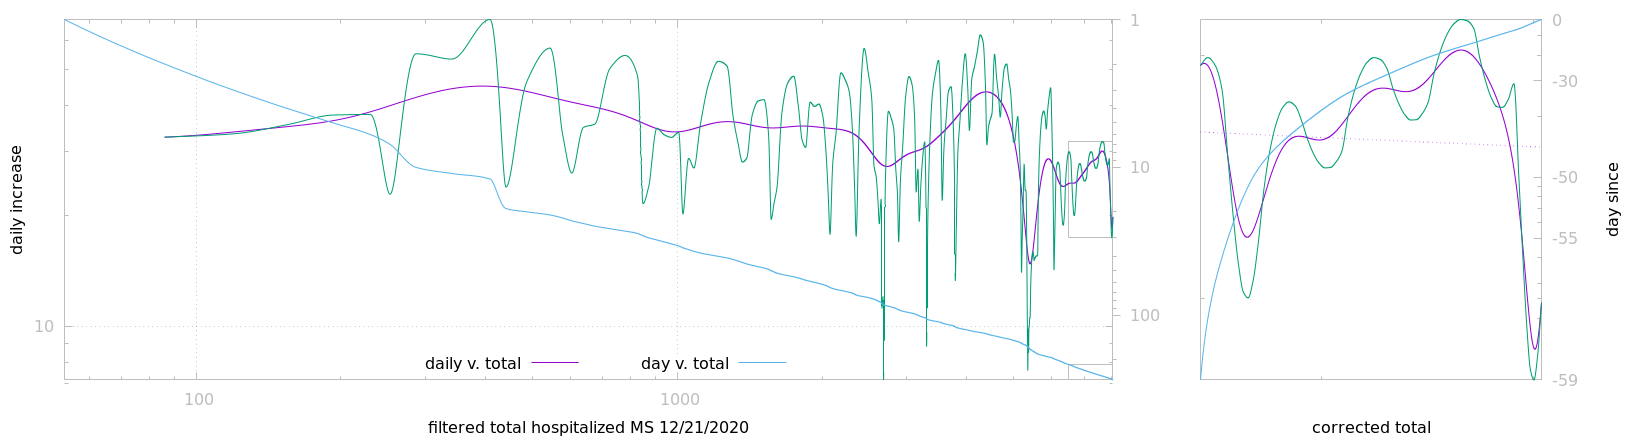 daily increase
10
100
1000
1
10
100
daily v. total
day v. total
filtered total hospitalized MS 12/21/2020
0
-30
-50
-55
-59
day since
corrected total